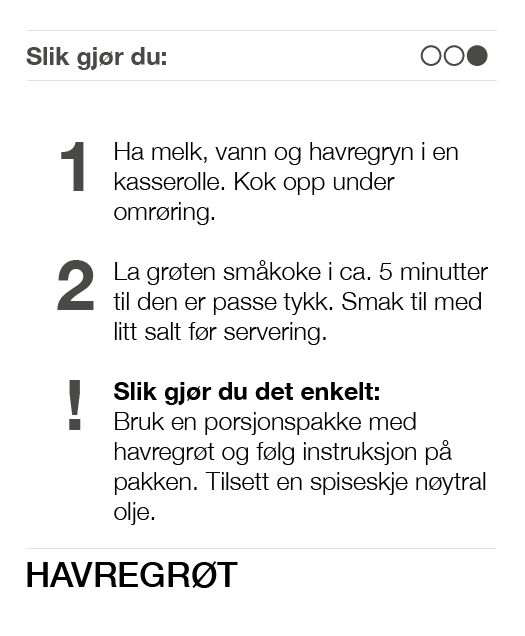 Slik gjør du:
1 Ha melk, vann og havregryn i en
kasserolle. Kok opp under
omrøring.
2 La grøten småkoke i ca. 5 minutter
til den er passe tykk. Smak til med
litt salt før servering.
! Slik gjør du det enkelt:
Bruk en porsjonspakke med
havregrøt og følg instruksjon på
pakken. Tilsett en spiseskje nøytral
olje.
HAVREGRØT